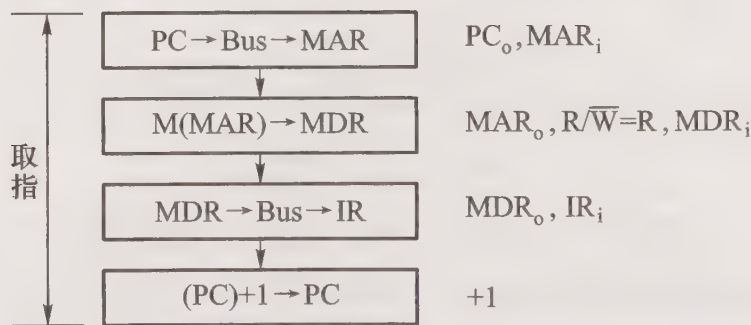 PC→Bus→MAR PCₒ, MARᵢ
M(MAR)→MDR MARₒ, R/W̅=R, MDRᵢ
取指
MDR→Bus→IR MDRₒ, IRᵢ
(PC)+1→PC +1